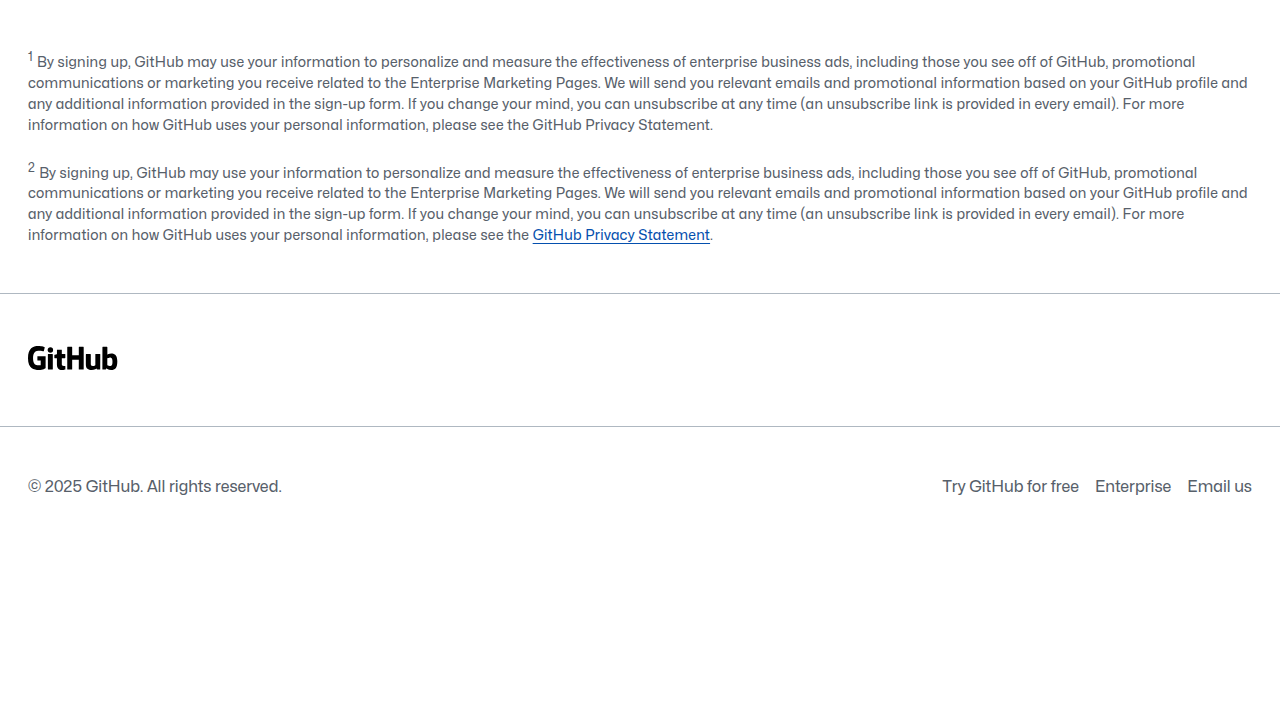 1 By signing up, GitHub may use your information to personalize and measure the effectiveness of enterprise business ads, including those you see off of GitHub, promotional
communications or marketing you receive related to the Enterprise Marketing Pages. We will send you relevant emails and promotional information based on your GitHub profile and
any additional information provided in the sign-up form. If you change your mind, you can unsubscribe at any time (an unsubscribe link is provided in every email). For more
information on how GitHub uses your personal information, please see the GitHub Privacy Statement.
2 By signing up, GitHub may use your information to personalize and measure the effectiveness of enterprise business ads, including those you see off of GitHub, promotional
communications or marketing you receive related to the Enterprise Marketing Pages. We will send you relevant emails and promotional information based on your GitHub profile and
any additional information provided in the sign-up form. If you change your mind, you can unsubscribe at any time (an unsubscribe link is provided in every email). For more
information on how GitHub uses your personal information, please see the GitHub Privacy Statement.
GitHub
© 2025 GitHub. All rights reserved. Try GitHub for free Enterprise Email us